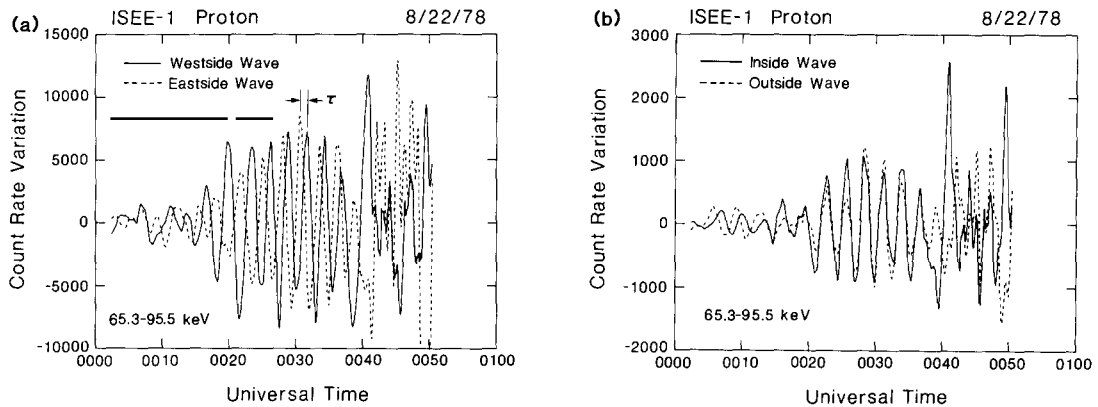 (a) ISEE-1 Proton 8/22/78
15000
10000
5000
0
-5000
-10000
Count Rate Variation
Westside Wave
Eastside Wave
τ
65.3-95.5 keV
0000 0010 0020 0030 0040 0050 0100
Universal Time
(b) ISEE-1 Proton 8/22/78
3000
2000
1000
0
-1000
-2000
Count Rate Variation
Inside Wave
Outside Wave
65.3-95.5 keV
0000 0010 0020 0030 0040 0050 0100
Universal Time